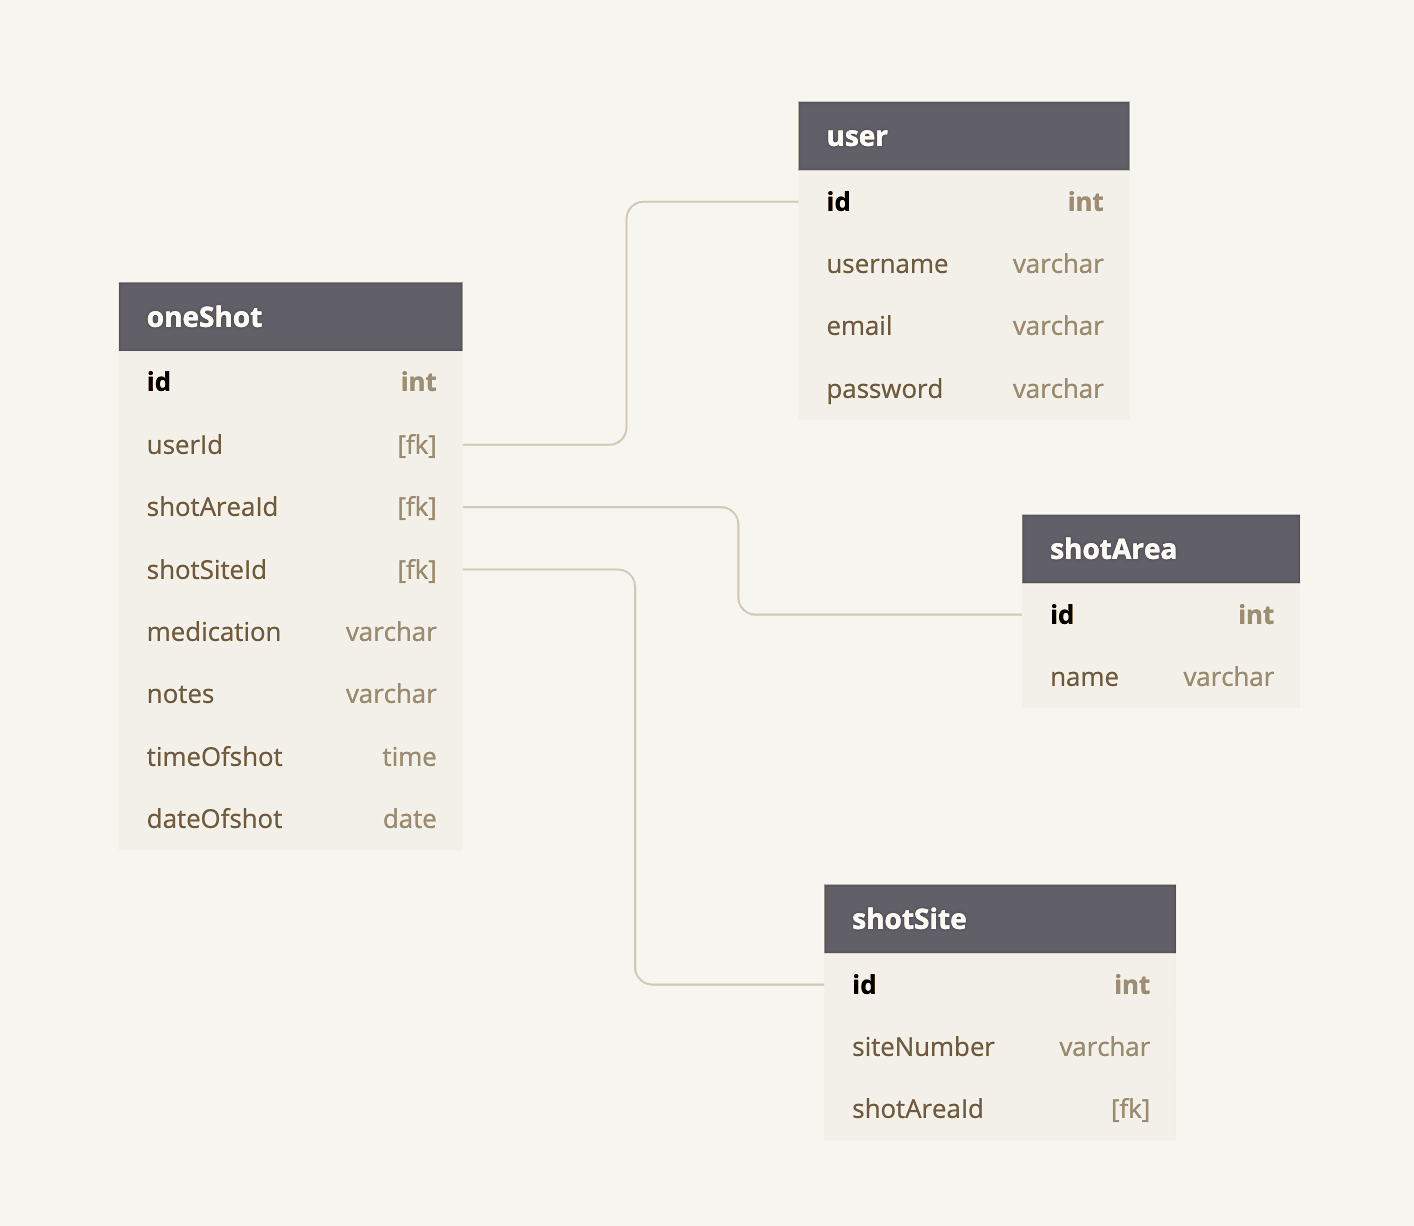 oneShot
id int
userId [fk]
shotAreaId [fk]
shotSiteId [fk]
medication varchar
notes varchar
timeOfshot time
dateOfshot date
user
id int
username varchar
email varchar
password varchar
shotArea
id int
name varchar
shotSite
id int
siteNumber varchar
shotAreaId [fk]